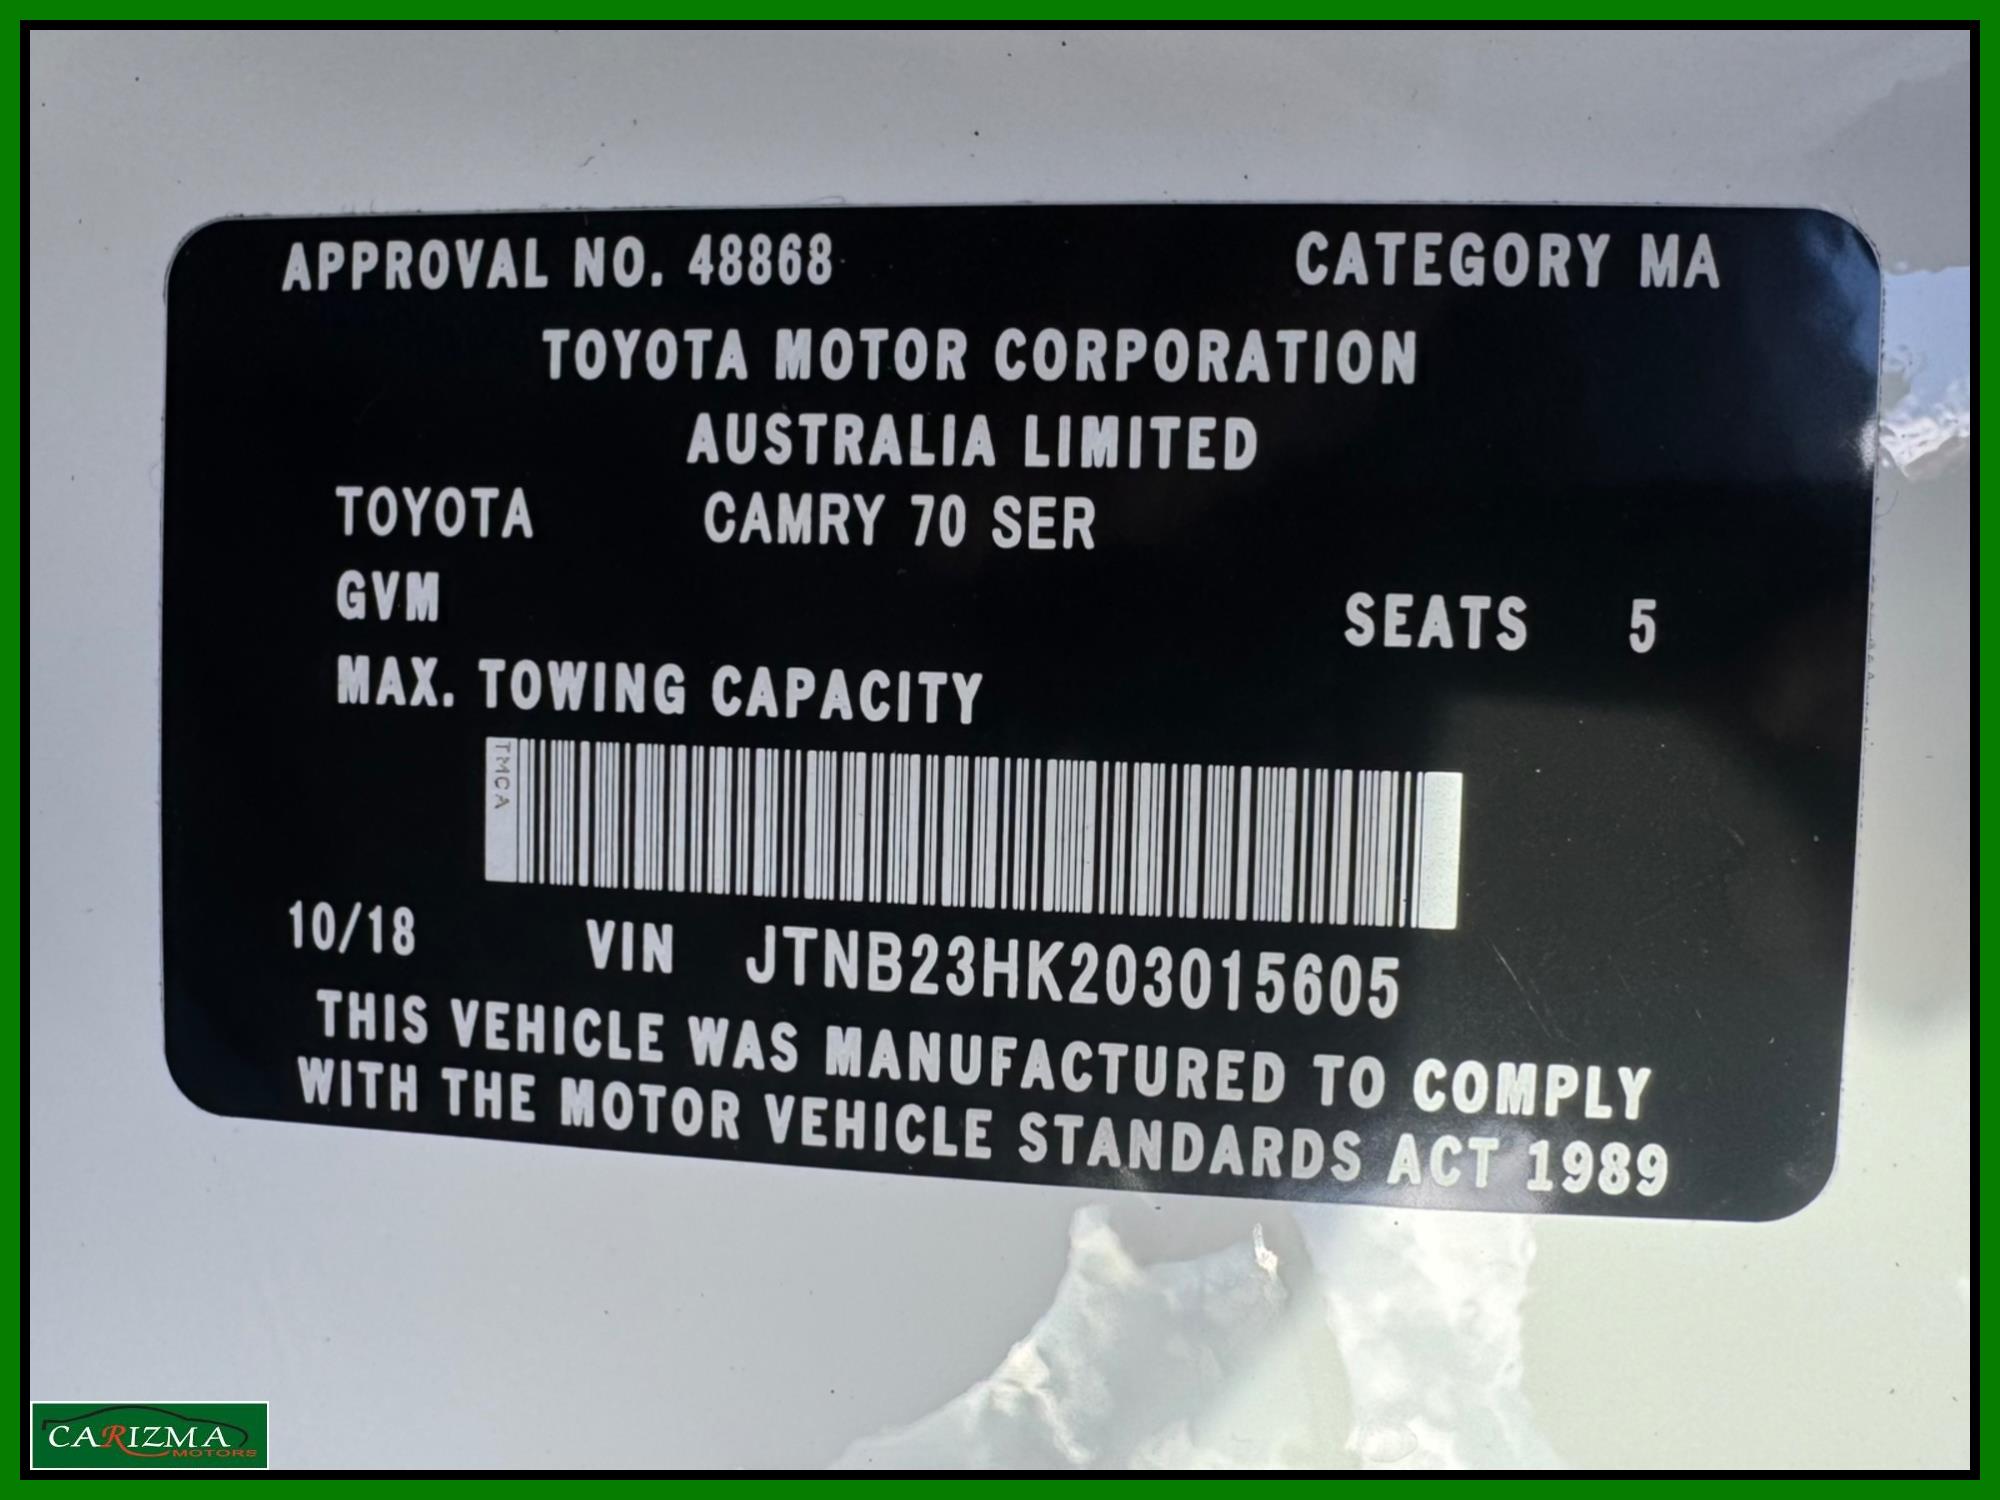 APPROVAL NO. 48868 CATEGORY MA
TOYOTA MOTOR CORPORATION
AUSTRALIA LIMITED
TOYOTA CAMRY 70 SER
GVM
SEATS 5
MAX. TOWING CAPACITY
TMCA
10/18 VIN JTNB23HK203015605
THIS VEHICLE WAS MANUFACTURED TO COMPLY
WITH THE MOTOR VEHICLE STANDARDS ACT 1989
CARIZMA
MOTORS